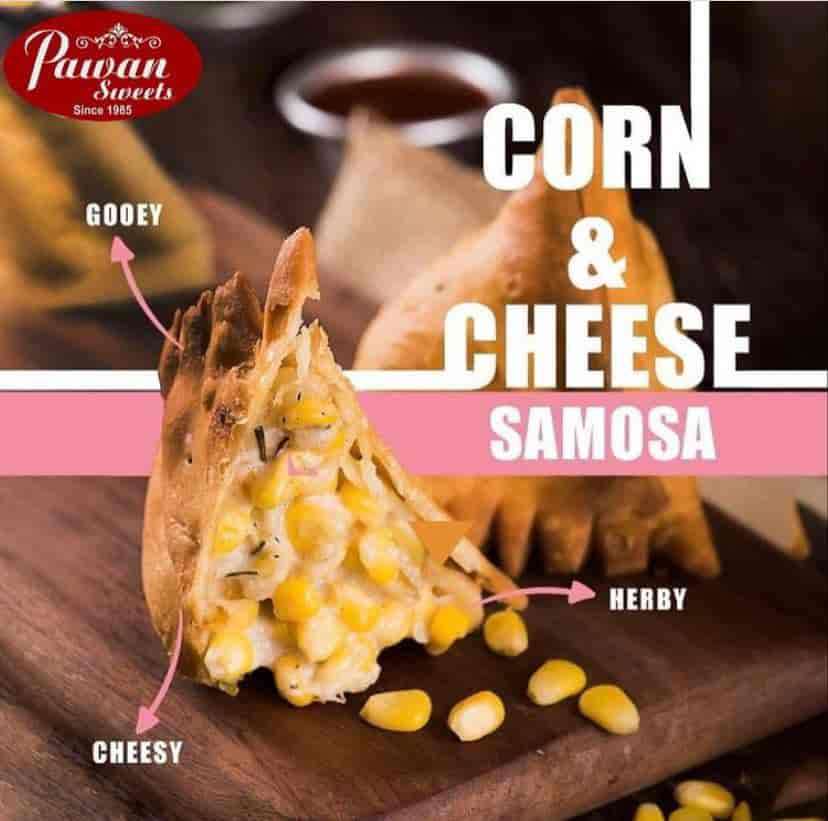 Pawan
Sweets
Since 1985
CORN
&
CHEESE
SAMOSA
GOOEY
HERBY
CHEESY